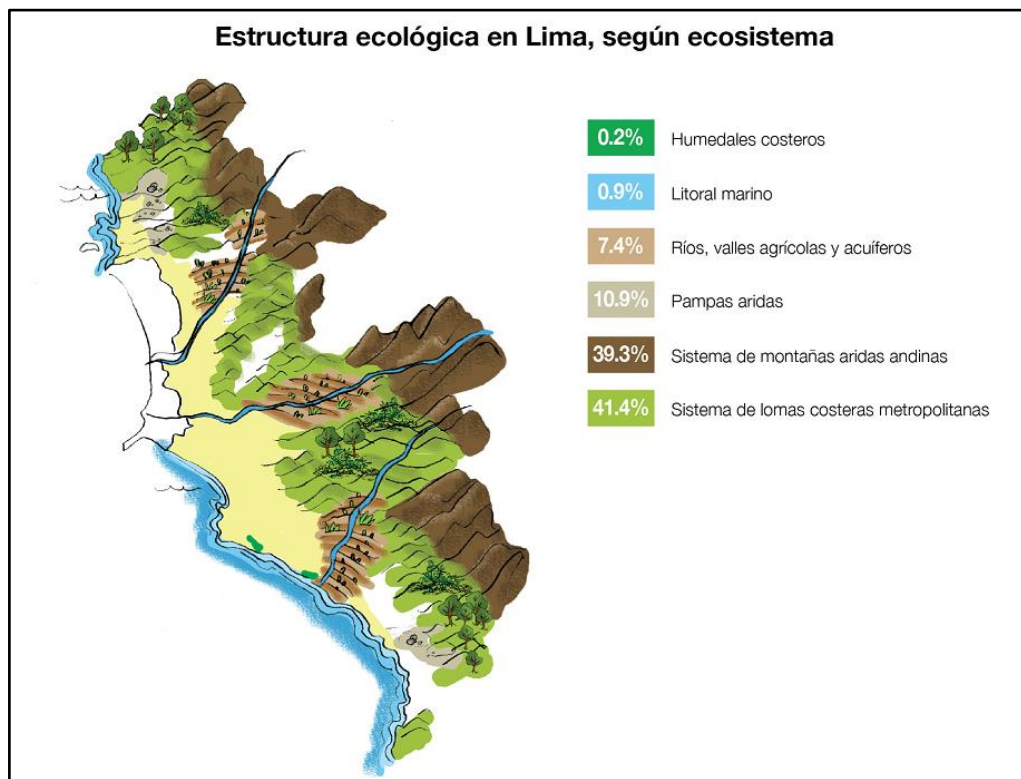 Estructura ecológica en Lima, según ecosistema
0.2% Humedales costeros
0.9% Litoral marino
7.4% Ríos, valles agrícolas y acuíferos
10.9% Pampas aridas
39.3% Sistema de montañas aridas andinas
41.4% Sistema de lomas costeras metropolitanas